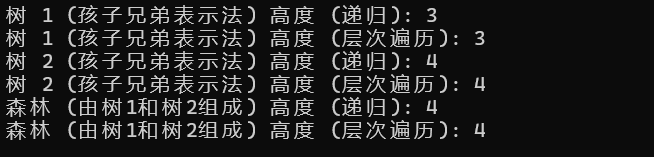 树 1 (孩子兄弟表示法) 高度 (递归): 3
树 1 (孩子兄弟表示法) 高度 (层次遍历): 3
树 2 (孩子兄弟表示法) 高度 (递归): 4
树 2 (孩子兄弟表示法) 高度 (层次遍历): 4
森林 (由树1和树2组成) 高度 (递归): 4
森林 (由树1和树2组成) 高度 (层次遍历): 4